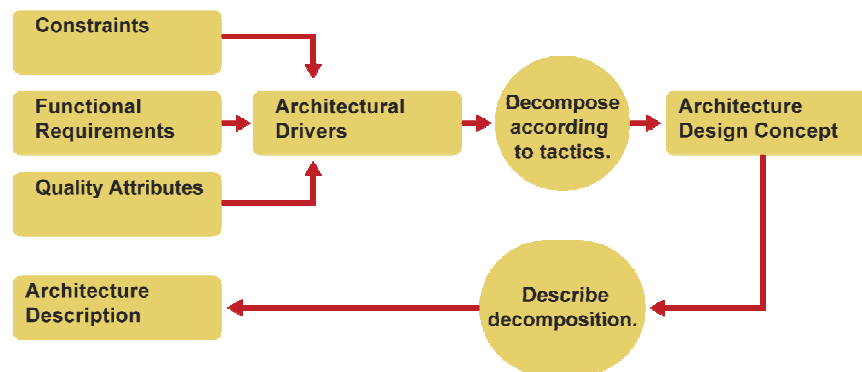 Constraints
Functional
Requirements
Quality Attributes
Architectural
Drivers
Decompose
according
to tactics.
Architecture
Design Concept
Describe
decomposition.
Architecture
Description